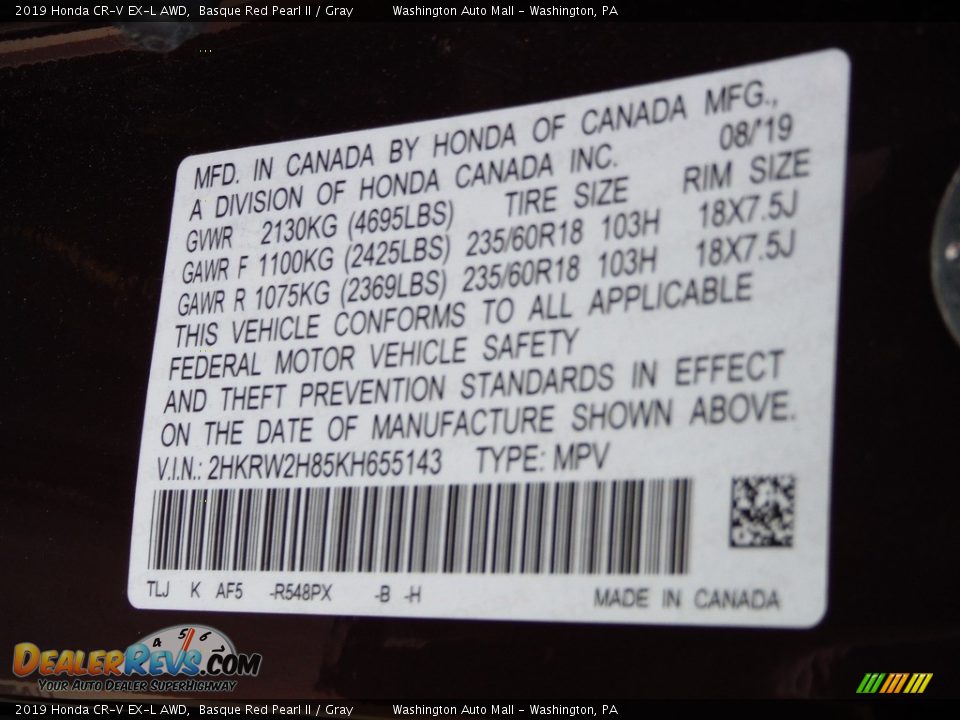 2019 Honda CR-V EX-L AWD, Basque Red Pearl II / Gray Washington Auto Mall - Washington, PA
MFD. IN CANADA BY HONDA OF CANADA MFG.,
A DIVISION OF HONDA CANADA INC. 08/'19
GVWR 2130KG (4695LBS) TIRE SIZE RIM SIZE
GAWR F 1100KG (2425LBS) 235/60R18 103H 18X7.5J
GAWR R 1075KG (2369LBS) 235/60R18 103H 18X7.5J
THIS VEHICLE CONFORMS TO ALL APPLICABLE
FEDERAL MOTOR VEHICLE SAFETY
AND THEFT PREVENTION STANDARDS IN EFFECT
ON THE DATE OF MANUFACTURE SHOWN ABOVE.
V.I.N.: 2HKRW2H85KH655143 TYPE: MPV
TLJ K AF5 -R548PX -B -H MADE IN CANADA
4 5 6
DEALERREVS.COM
YOUR AUTO DEALER SUPERHIGHWAY
2019 Honda CR-V EX-L AWD, Basque Red Pearl II / Gray Washington Auto Mall - Washington, PA